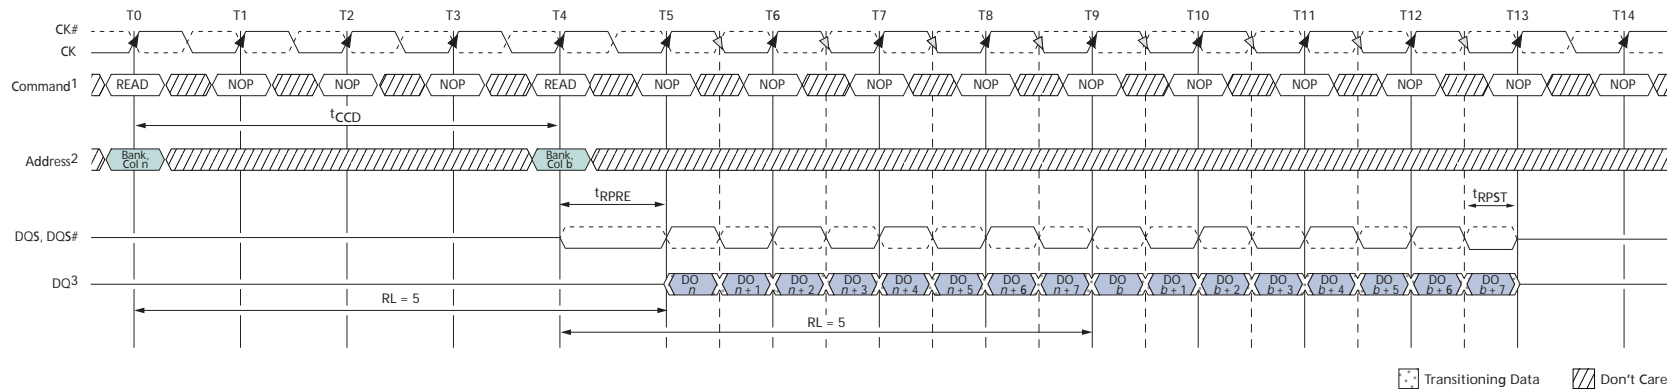 T0 T1 T2 T3 T4 T5 T6 T7 T8 T9 T10 T11 T12 T13 T14
CK#
CK
Command1 READ NOP NOP NOP READ NOP NOP NOP NOP NOP NOP NOP NOP NOP NOP
tCCD
Address2 Bank, Col n Bank, Col b
tRPRE tRPST
DQS, DQS#
DQ3 DO n DO n + 1 DO n + 2 DO n + 3 DO n + 4 DO n + 5 DO n + 6 DO n + 7 DO b DO b + 1 DO b + 2 DO b + 3 DO b + 4 DO b + 5 DO b + 6 DO b + 7
RL = 5
RL = 5
Transitioning Data Don't Care